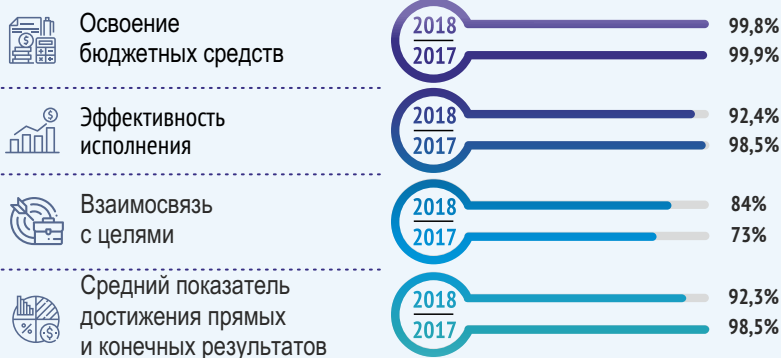 Освоение
бюджетных средств
2018
2017
99,8%
99,9%
Эффективность
исполнения
2018
2017
92,4%
98,5%
Взаимосвязь
с целями
2018
2017
84%
73%
Средний показатель
достижения прямых
и конечных результатов
2018
2017
92,3%
98,5%